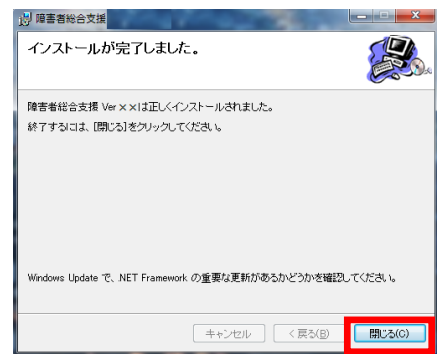 障害者総合支援
インストールが完了しました。
障害者総合支援 Ver ××は正しくインストールされました。
終了するには、[閉じる]をクリックしてください。
Windows Update で、.NET Framework の重要な更新があるかどうかを確認してください。
キャンセル
< 戻る(B)
閉じる(C)